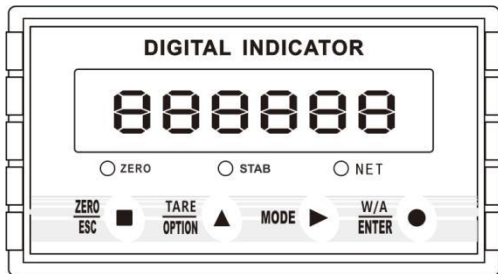 DIGITAL INDICATOR
888888
ZERO STAB NET
ZERO TARE MODE W/A
ESC OPTION ENTER